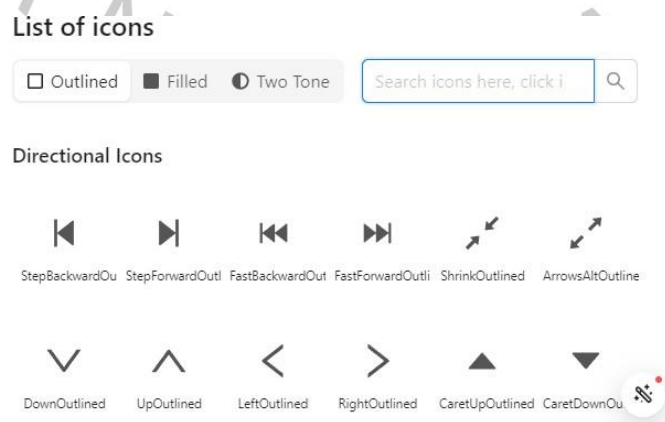 List of icons
Outlined Filled Two Tone Search icons here, click i
Directional Icons
StepBackwardOu StepForwardOutl FastBackwardOut FastForwardOutli ShrinkOutlined ArrowsAltOutline
DownOutlined UpOutlined LeftOutlined RightOutlined CaretUpOutlined CaretDownOu